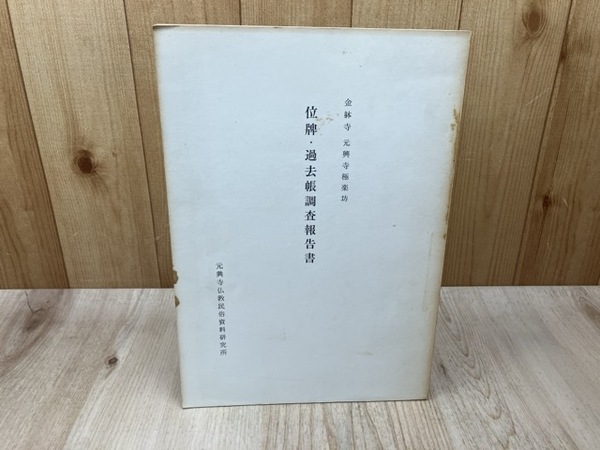 金躰寺 元興寺極楽坊
位牌・過去帳調査報告書
元興寺仏教民俗資料研究所